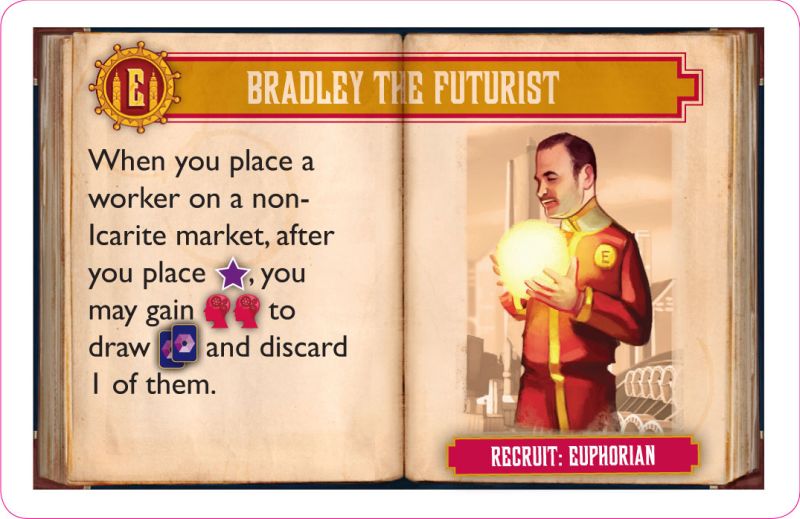 E
BRADLEY THE FUTURIST
When you place a
worker on a non-
Icarite market, after
you place , you
may gain to
draw and discard
1 of them.
E
RECRUIT: EUPHORIAN